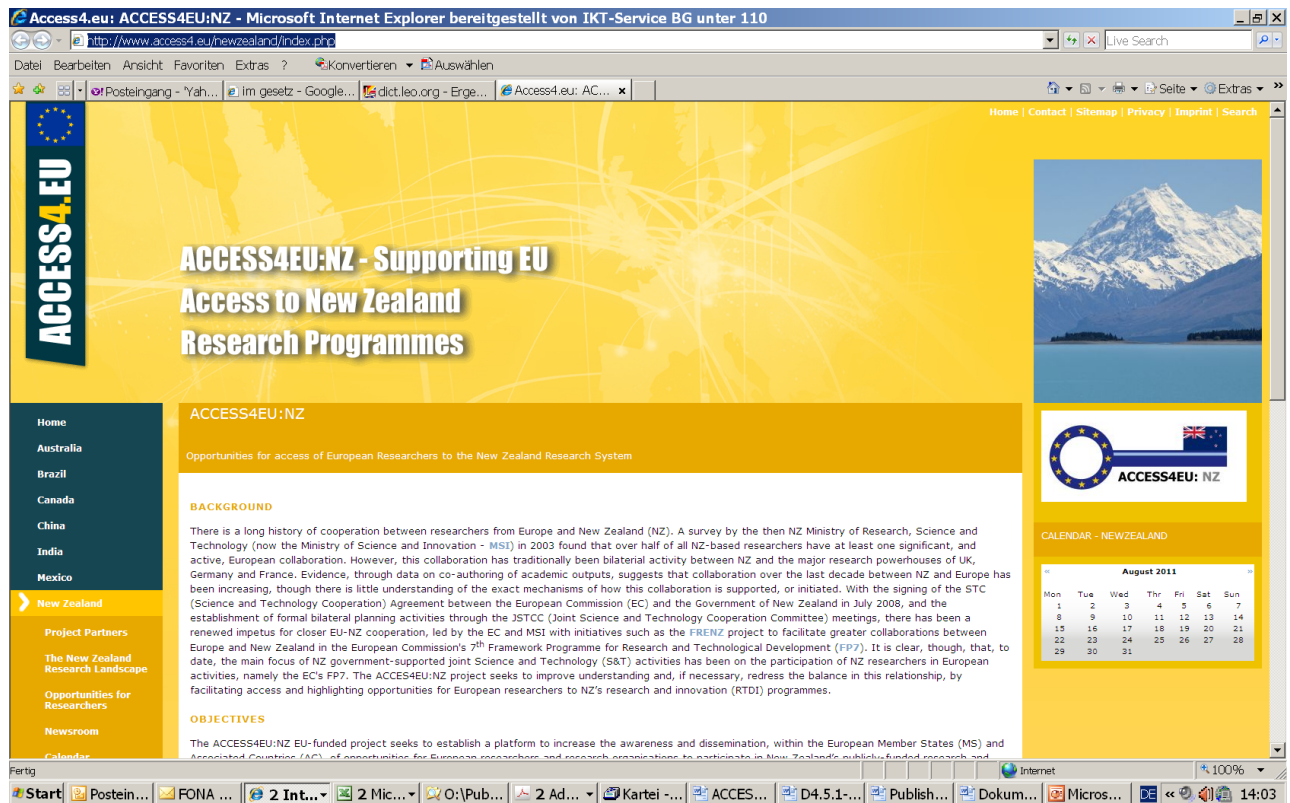 Access4.eu: ACCESS4EU:NZ - Microsoft Internet Explorer bereitgestellt von IKT-Service BG unter 110
http://www.access4.eu/newzealand/index.php
Live Search
Datei Bearbeiten Ansicht Favoriten Extras ? Konvertieren Auswählen
Posteingang - 'Yah... im gesetz - Google... dict.leo.org - Erge... Access4.eu: AC... Seite Extras
Home | Contact | Sitemap | Privacy | Imprint | Search
ACCESS4.EU
ACCESS4EU:NZ - Supporting EU
Access to New Zealand
Research Programmes
Home
Australia
Brazil
Canada
China
India
Mexico
New Zealand
Project Partners
The New Zealand
Research Landscape
Opportunities for
Researchers
Newsroom
Calendar
ACCESS4EU:NZ
Opportunities for access of European Researchers to the New Zealand Research System
BACKGROUND
There is a long history of cooperation between researchers from Europe and New Zealand (NZ). A survey by the then NZ Ministry of Research, Science and
Technology (now the Ministry of Science and Innovation - MSI) in 2003 found that over half of all NZ-based researchers have at least one significant, and
active, European collaboration. However, this collaboration has traditionally been bilateral activity between NZ and the major research powerhouses of UK,
Germany and France. Evidence, through data on co-authoring of academic outputs, suggests that collaboration over the last decade between NZ and Europe has
been increasing, though there is little understanding of the exact mechanisms of how this collaboration is supported, or initiated. With the signing of the STC
(Science and Technology Cooperation) Agreement between the European Commission (EC) and the Government of New Zealand in July 2008, and the
establishment of formal bilateral planning activities through the JSTCC (Joint Science and Technology Cooperation Committee) meetings, there has been a
renewed impetus for closer EU-NZ cooperation, led by the EC and MSI with initiatives such as the FRENZ project to facilitate greater collaborations between
Europe and New Zealand in the European Commission's 7th Framework Programme for Research and Technological Development (FP7). It is clear, though, that, to
date, the main focus of NZ government-supported joint Science and Technology (S&T) activities has been on the participation of NZ researchers in European
activities, namely the EC's FP7. The ACCES4EU:NZ project seeks to improve understanding and, if necessary, redress the balance in this relationship, by
facilitating access and highlighting opportunities for European researchers to NZ's research and innovation (RTDI) programmes.
OBJECTIVES
The ACCESS4EU:NZ EU-funded project seeks to establish a platform to increase the awareness and dissemination, within the European Member States (MS) and
Associated Countries (AC), of opportunities for European researchers and research organisations to participate in New Zealand's publicly-funded research and
ACCESS4EU: NZ
CALENDAR - NEWZEALAND
« August 2011 »
Mon Tue Wed Thr Fri Sat Sun
1 2 3 4 5 6 7
8 9 10 11 12 13 14
15 16 17 18 19 20 21
22 23 24 25 26 27 28
29 30 31
Fertig Internet 100%
Start Postein... FONA ... 2 Int... 2 Mic... O:\Pub... 2 Ad... Kartei -... ACCES... D4.5.1-... Publish... Dokum... Micros... DE « 14:03